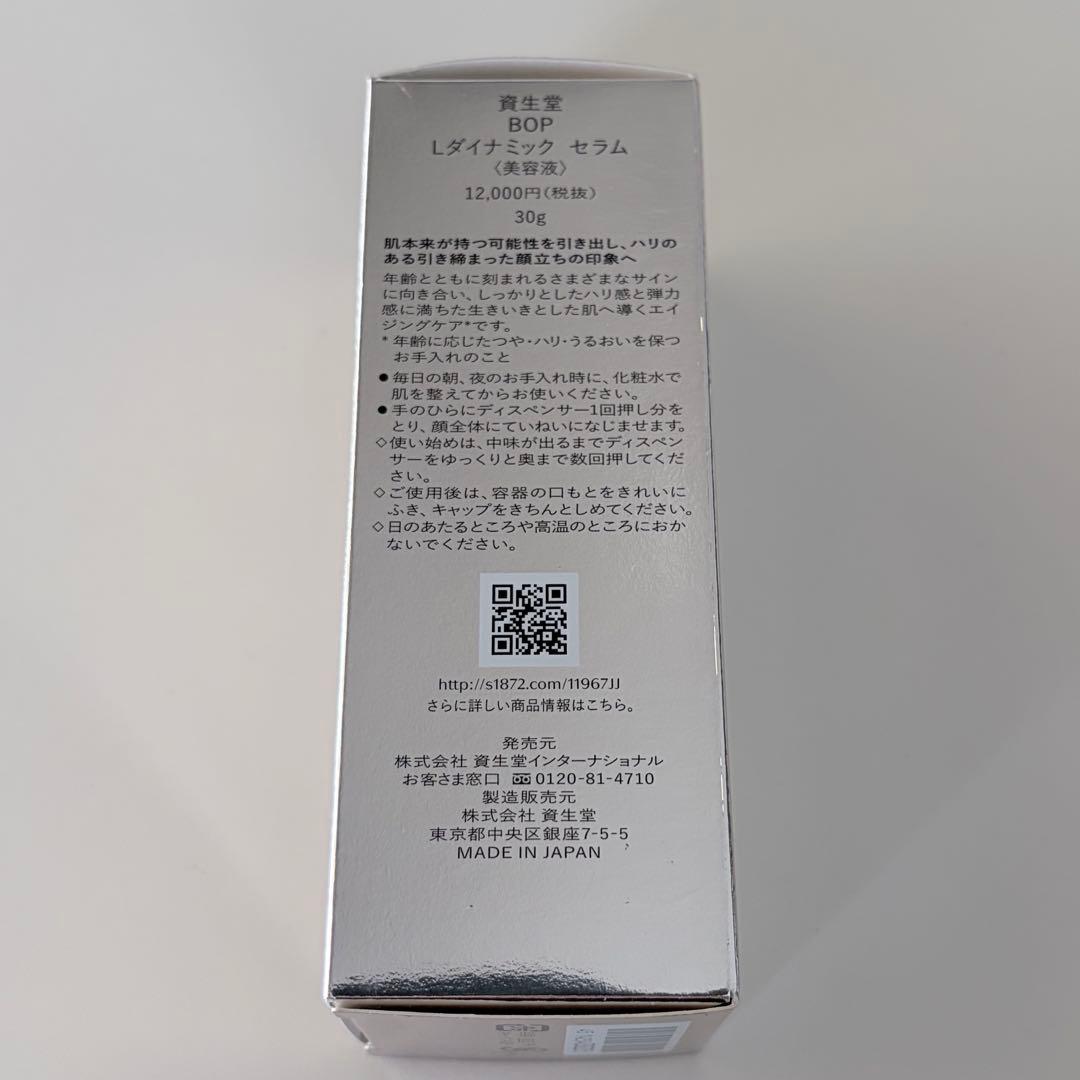 資生堂
BOP
Lダイナミック セラム
〈美容液〉
12,000円(税抜)
30g
肌本来が持つ可能性を引き出し、ハリの
ある引き締まった顔立ちの印象へ
年齢とともに刻まれるさまざまなサイン
に向き合い、しっかりとしたハリ感と弾力
感に満ちた生きいきとした肌へ導くエイ
ジングケア*です。
* 年齢に応じたつや・ハリ・うるおいを保つ
お手入れのこと
●毎日の朝、夜のお手入れ時に、化粧水で
肌を整えてからお使いください。
●手のひらにディスペンサー1回押し分を
とり、顔全体にていねいになじませます。
◇使い始めは、中味が出るまでディスペン
サーをゆっくりと奥まで数回押してくだ
さい。
◇ご使用後は、容器の口もとをきれいに
ふき、キャップをきちんとしめてください。
◇日のあたるところや高温のところにおか
ないでください。
http://s1872.com/11967JJ
さらに詳しい商品情報はこちら。
発売元
株式会社 資生堂インターナショナル
お客さま窓口 0120-81-4710
製造販売元
株式会社 資生堂
東京都中央区銀座7-5-5
MADE IN JAPAN